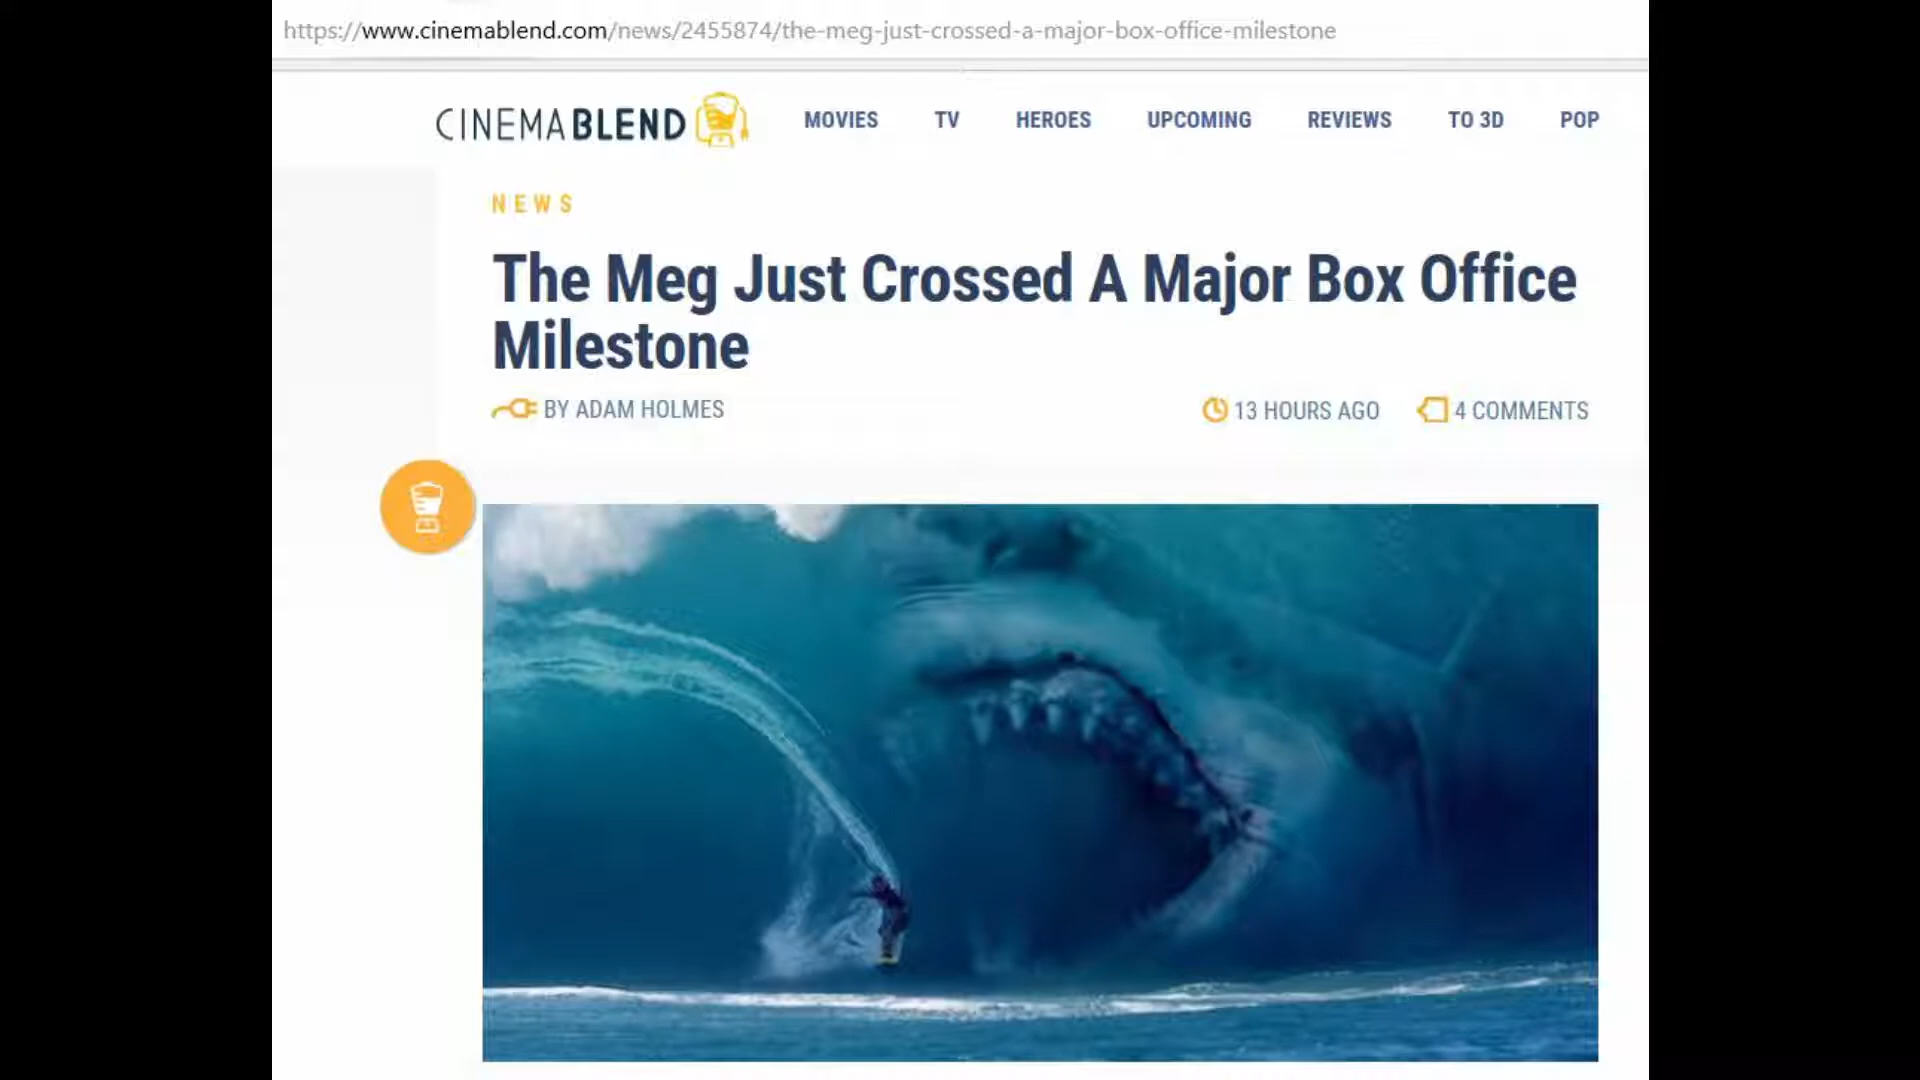 https://www.cinemablend.com/news/2455874/the-meg-just-crossed-a-major-box-office-milestone
CINEMABLEND MOVIES TV HEROES UPCOMING REVIEWS TO 3D POP
NEWS
The Meg Just Crossed A Major Box Office
Milestone
BY ADAM HOLMES 13 HOURS AGO 4 COMMENTS